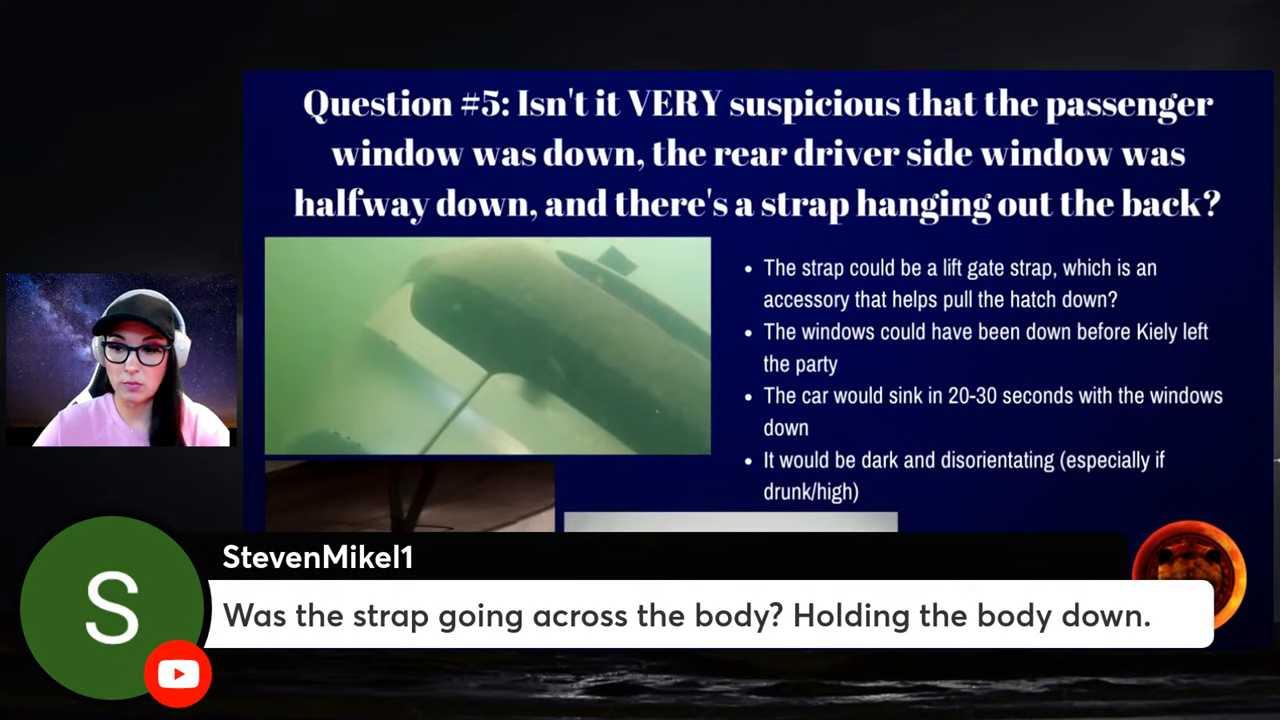 Question #5: Isn't it VERY suspicious that the passenger
window was down, the rear driver side window was
halfway down, and there's a strap hanging out the back?
The strap could be a lift gate strap, which is an
accessory that helps pull the hatch down?
The windows could have been down before Kiely left
the party
The car would sink in 20-30 seconds with the windows
down
It would be dark and disorientating (especially if
drunk/high)
S
StevenMikel1
Was the strap going across the body? Holding the body down.